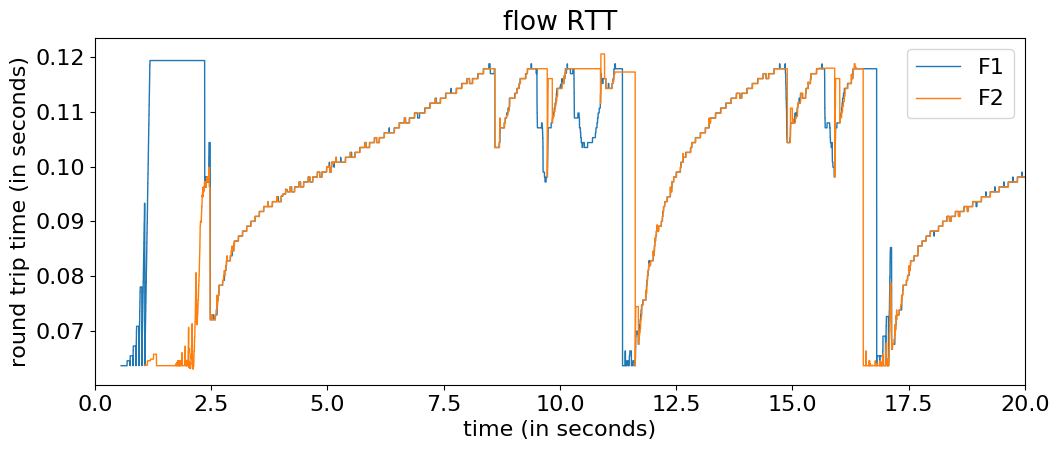 flow RTT
round trip time (in seconds)
0.12
0.11
0.10
0.09
0.08
0.07
F1
F2
0.0 2.5 5.0 7.5 10.0 12.5 15.0 17.5 20.0
time (in seconds)